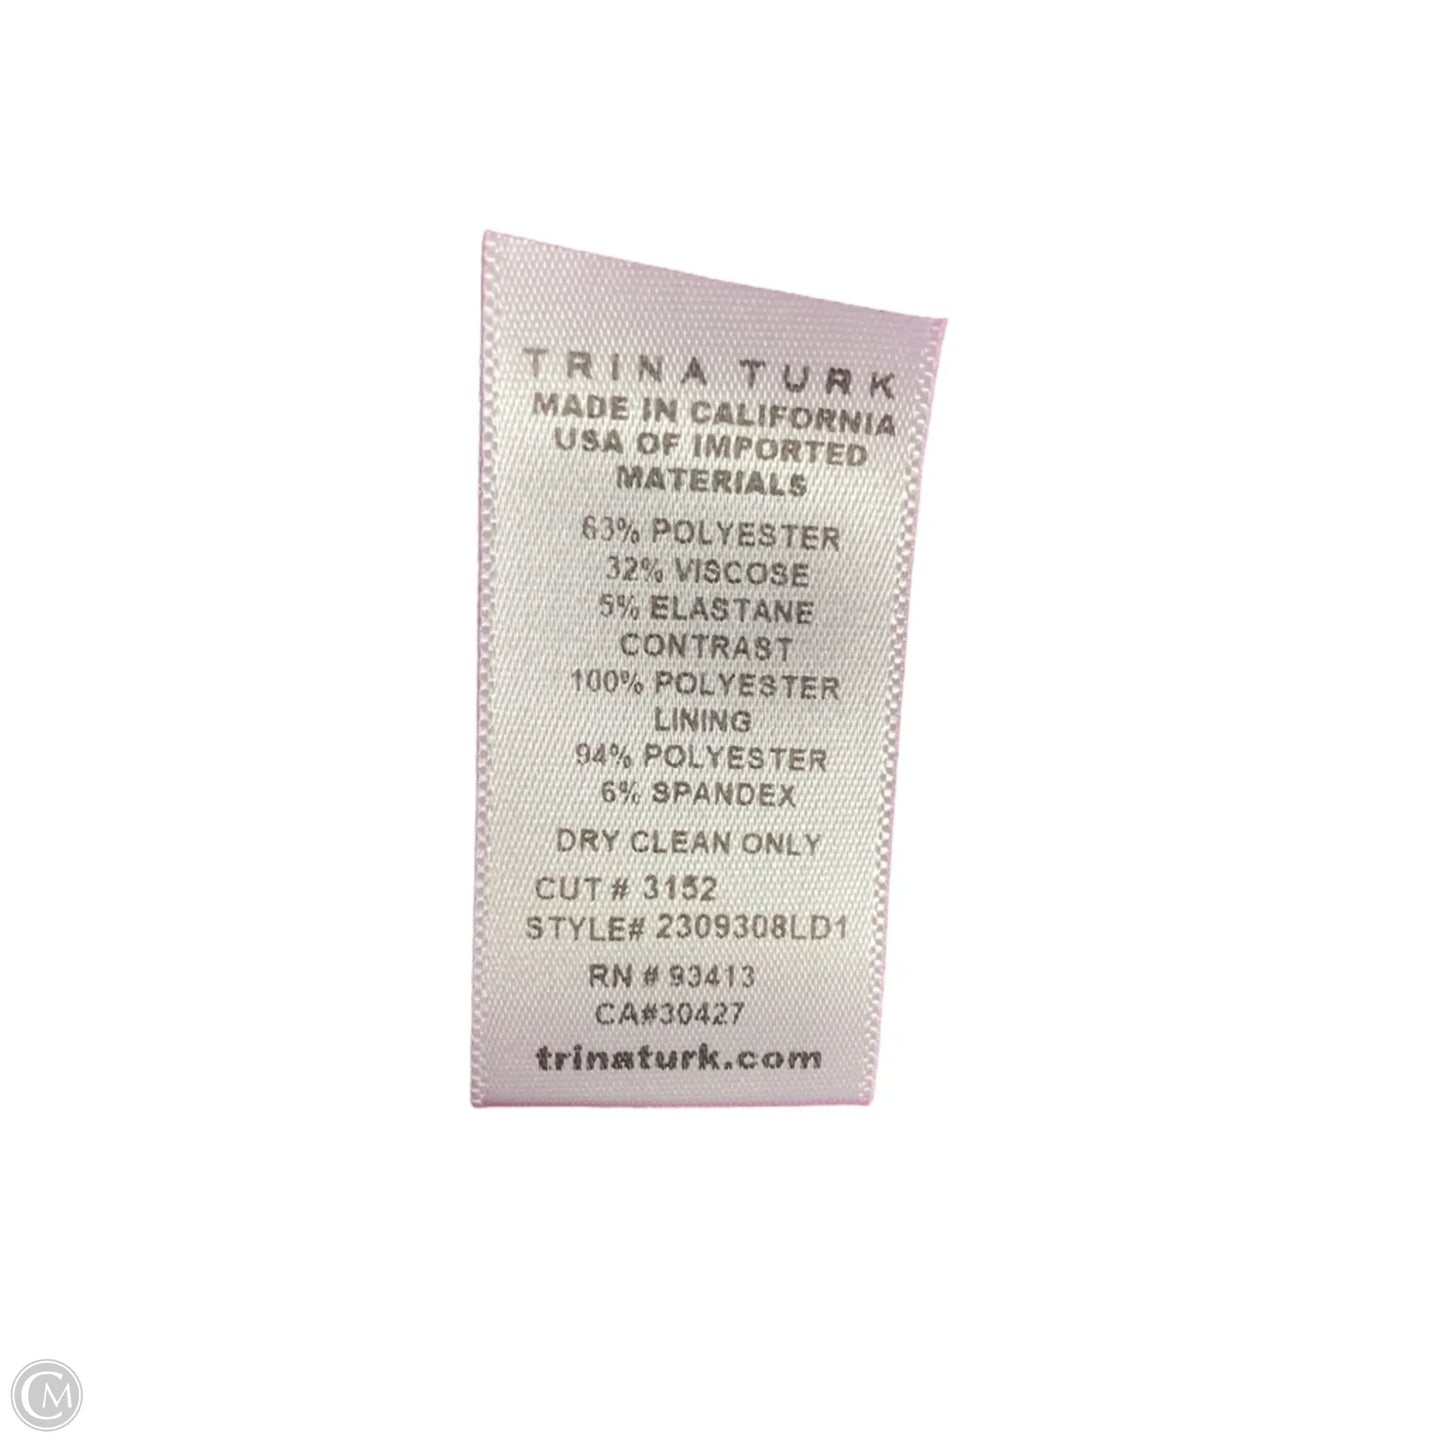 TRINA TURK
MADE IN CALIFORNIA
USA OF IMPORTED
MATERIALS
63% POLYESTER
32% VISCOSE
5% ELASTANE
CONTRAST
100% POLYESTER
LINING
94% POLYESTER
6% SPANDEX
DRY CLEAN ONLY
CUT # 3152
STYLE# 2309308LD1
RN # 93413
CA#30427
trinaturk.com
CM